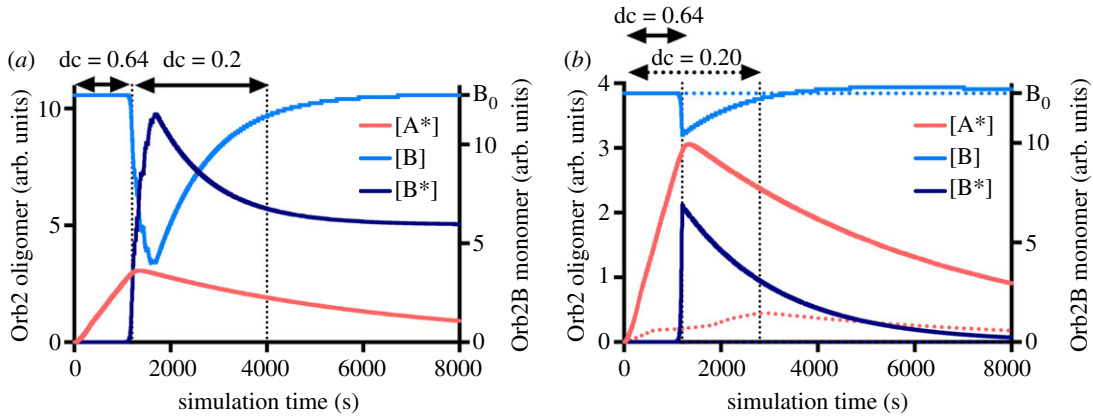 (a)
dc = 0.64 dc = 0.2
Orb2 oligomer (arb. units)
10
5
0
[A*]
[B]
[B*]
B0
10
5
0
Orb2B monomer (arb. units)
0 2000 4000 6000 8000
simulation time (s)
(b)
dc = 0.64
dc = 0.20
Orb2 oligomer (arb. units)
4
3
2
1
0
[A*]
[B]
[B*]
B0
10
5
0
Orb2B monomer (arb. units)
0 2000 4000 6000 8000
simulation time (s)